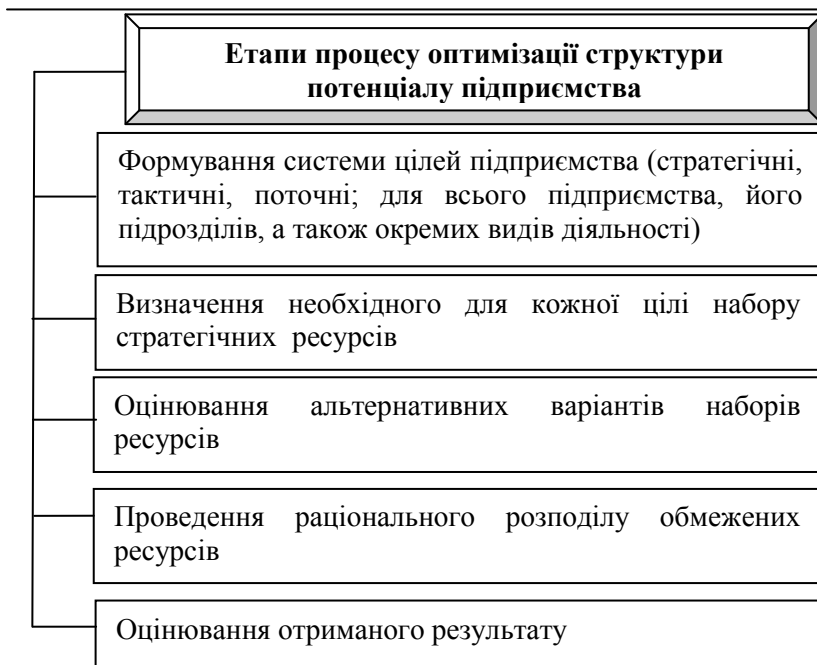 Етапи процесу оптимізації структури
потенціалу підприємства
Формування системи цілей підприємства (стратегічні,
тактичні, поточні; для всього підприємства, його
підрозділів, а також окремих видів діяльності)
Визначення необхідного для кожної цілі набору
стратегічних ресурсів
Оцінювання альтернативних варіантів наборів
ресурсів
Проведення раціонального розподілу обмежених
ресурсів
Оцінювання отриманого результату